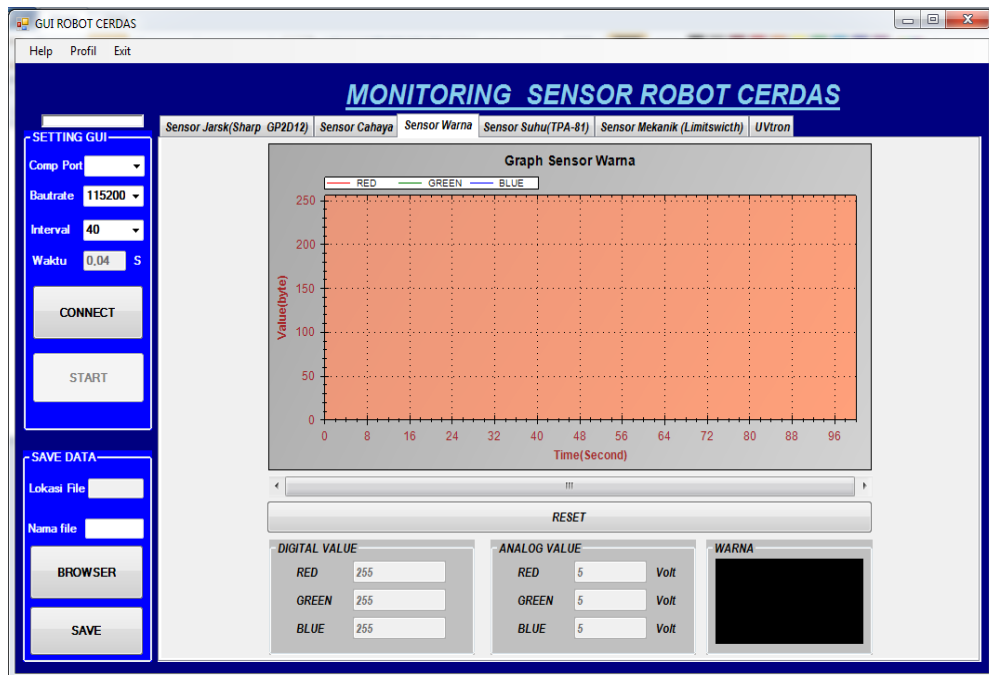 GUI ROBOT CERDAS
Help Profil Exit
MONITORING SENSOR ROBOT CERDAS
Sensor Jarsk(Sharp GP2D12) Sensor Cahaya Sensor Warna Sensor Suhu(TPA-81) Sensor Mekanik (Limitswicth) UVtron
SETTING GUI
Comp Port
Bautrate 115200
Interval 40
Waktu 0,04 S
CONNECT
START
SAVE DATA
Lokasi File
Nama file
BROWSER
SAVE
Graph Sensor Warna
RED GREEN BLUE
250
200
150
100
50
0
Value(byte)
0 8 16 24 32 40 48 56 64 72 80 88 96
Time(Second)
RESET
DIGITAL VALUE
RED 255
GREEN 255
BLUE 255
ANALOG VALUE
RED 5 Volt
GREEN 5 Volt
BLUE 5 Volt
WARNA